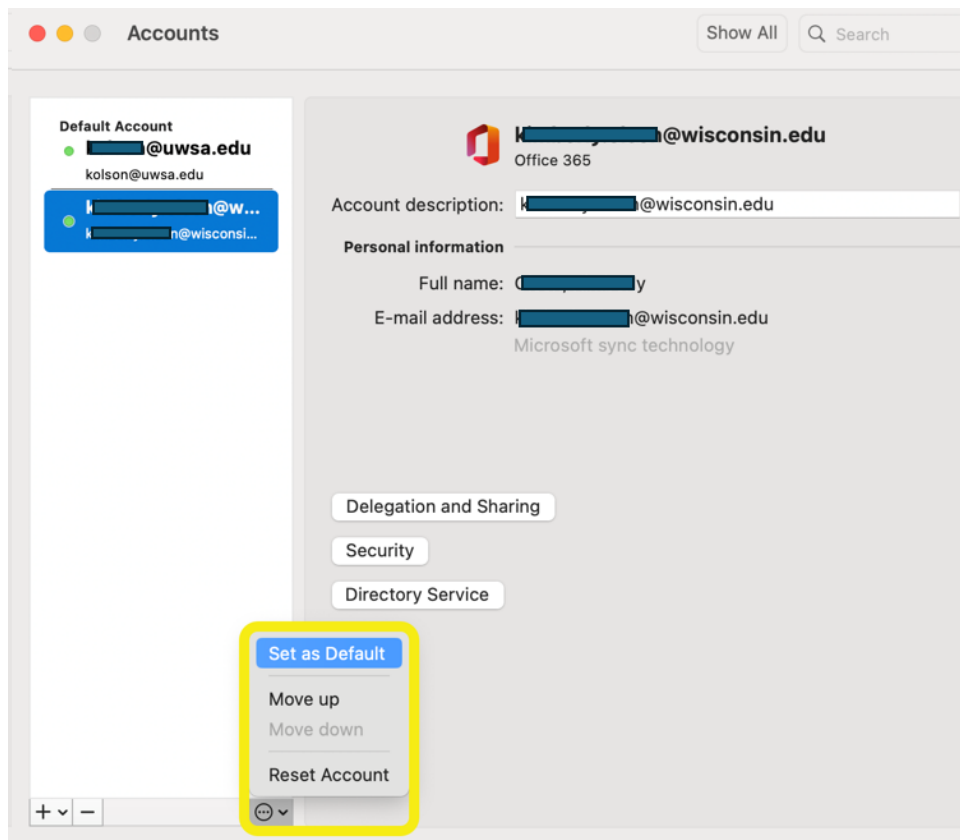 Accounts
Show All
Search
Default Account
@uwsa.edu
kolson@uwsa.edu
@w...
@wisconsi...
@wisconsin.edu
Office 365
Account description: @wisconsin.edu
Personal information
Full name: y
E-mail address: @wisconsin.edu
Microsoft sync technology
Delegation and Sharing
Security
Directory Service
Set as Default
Move up
Move down
Reset Account